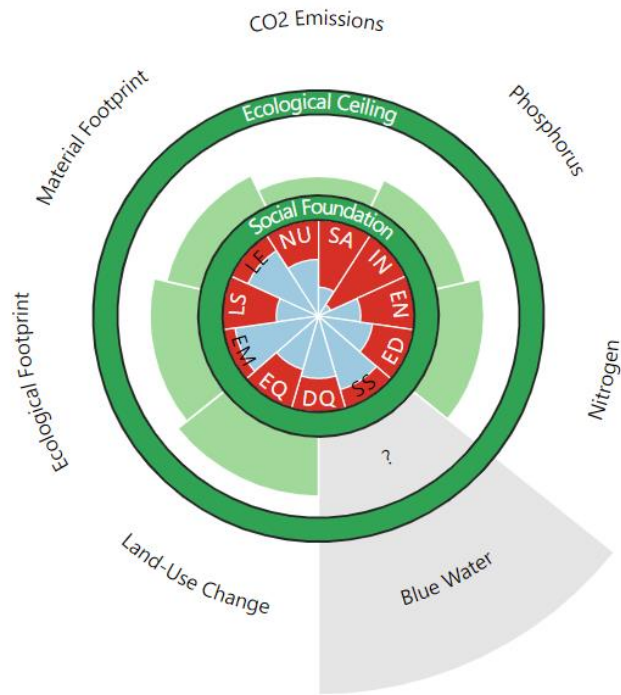 CO2 Emissions
Material Footprint
Phosphorus
Ecological Ceiling
Social Foundation
NU
SA
LE
IN
LS
EN
EM
ED
EQ
DQ
SS
?
Ecological Footprint
Nitrogen
Land-Use Change
Blue Water